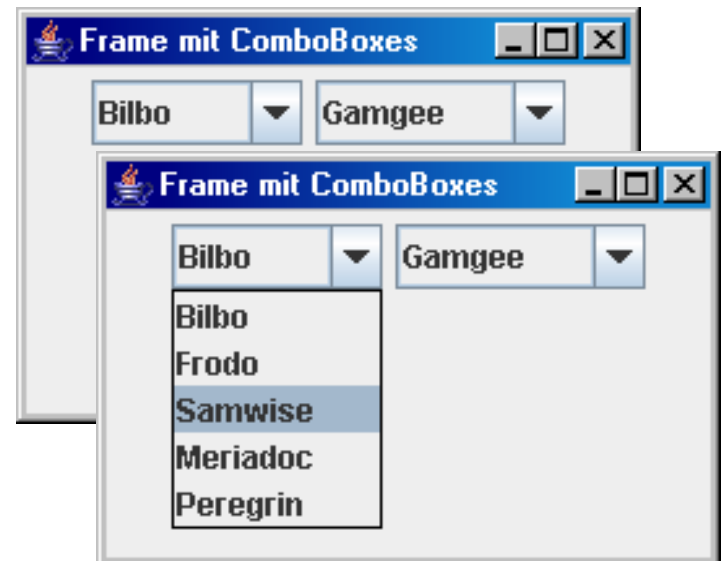 Frame mit ComboBoxes
Bilbo Gamgee
Frame mit ComboBoxes
Bilbo Gamgee
Bilbo
Frodo
Samwise
Meriadoc
Peregrin